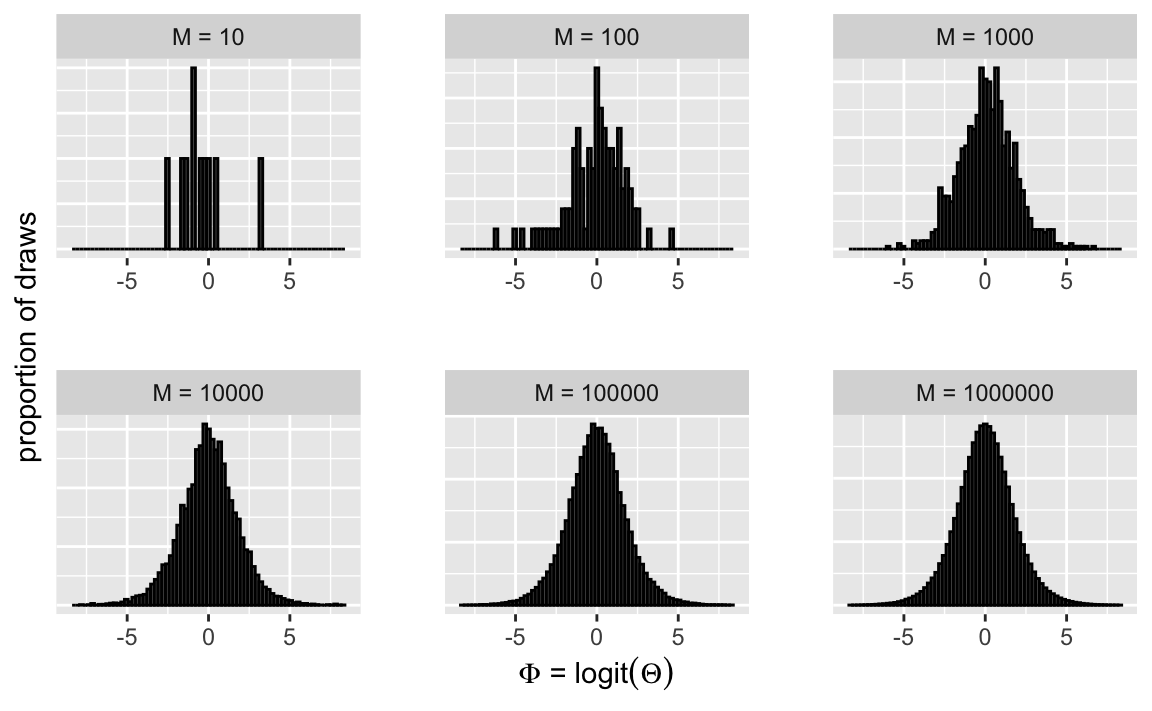 M = 10
M = 100
M = 1000
-5 0 5
-5 0 5
-5 0 5
proportion of draws
M = 10000
M = 100000
M = 1000000
-5 0 5
-5 0 5
-5 0 5
Φ = logit(Θ)